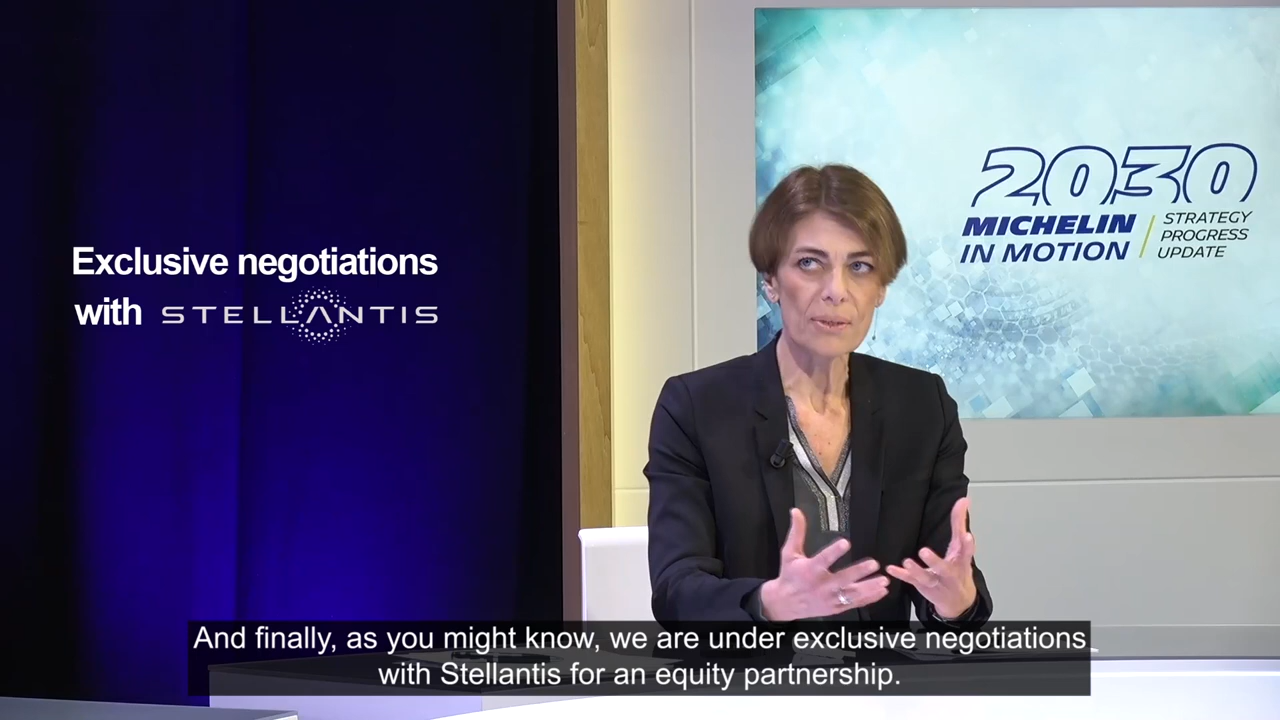 Exclusive negotiations
with STELLANTIS
2030
MICHELIN
IN MOTION
STRATEGY
PROGRESS
UPDATE
And finally, as you might know, we are under exclusive negotiations
with Stellantis for an equity partnership.